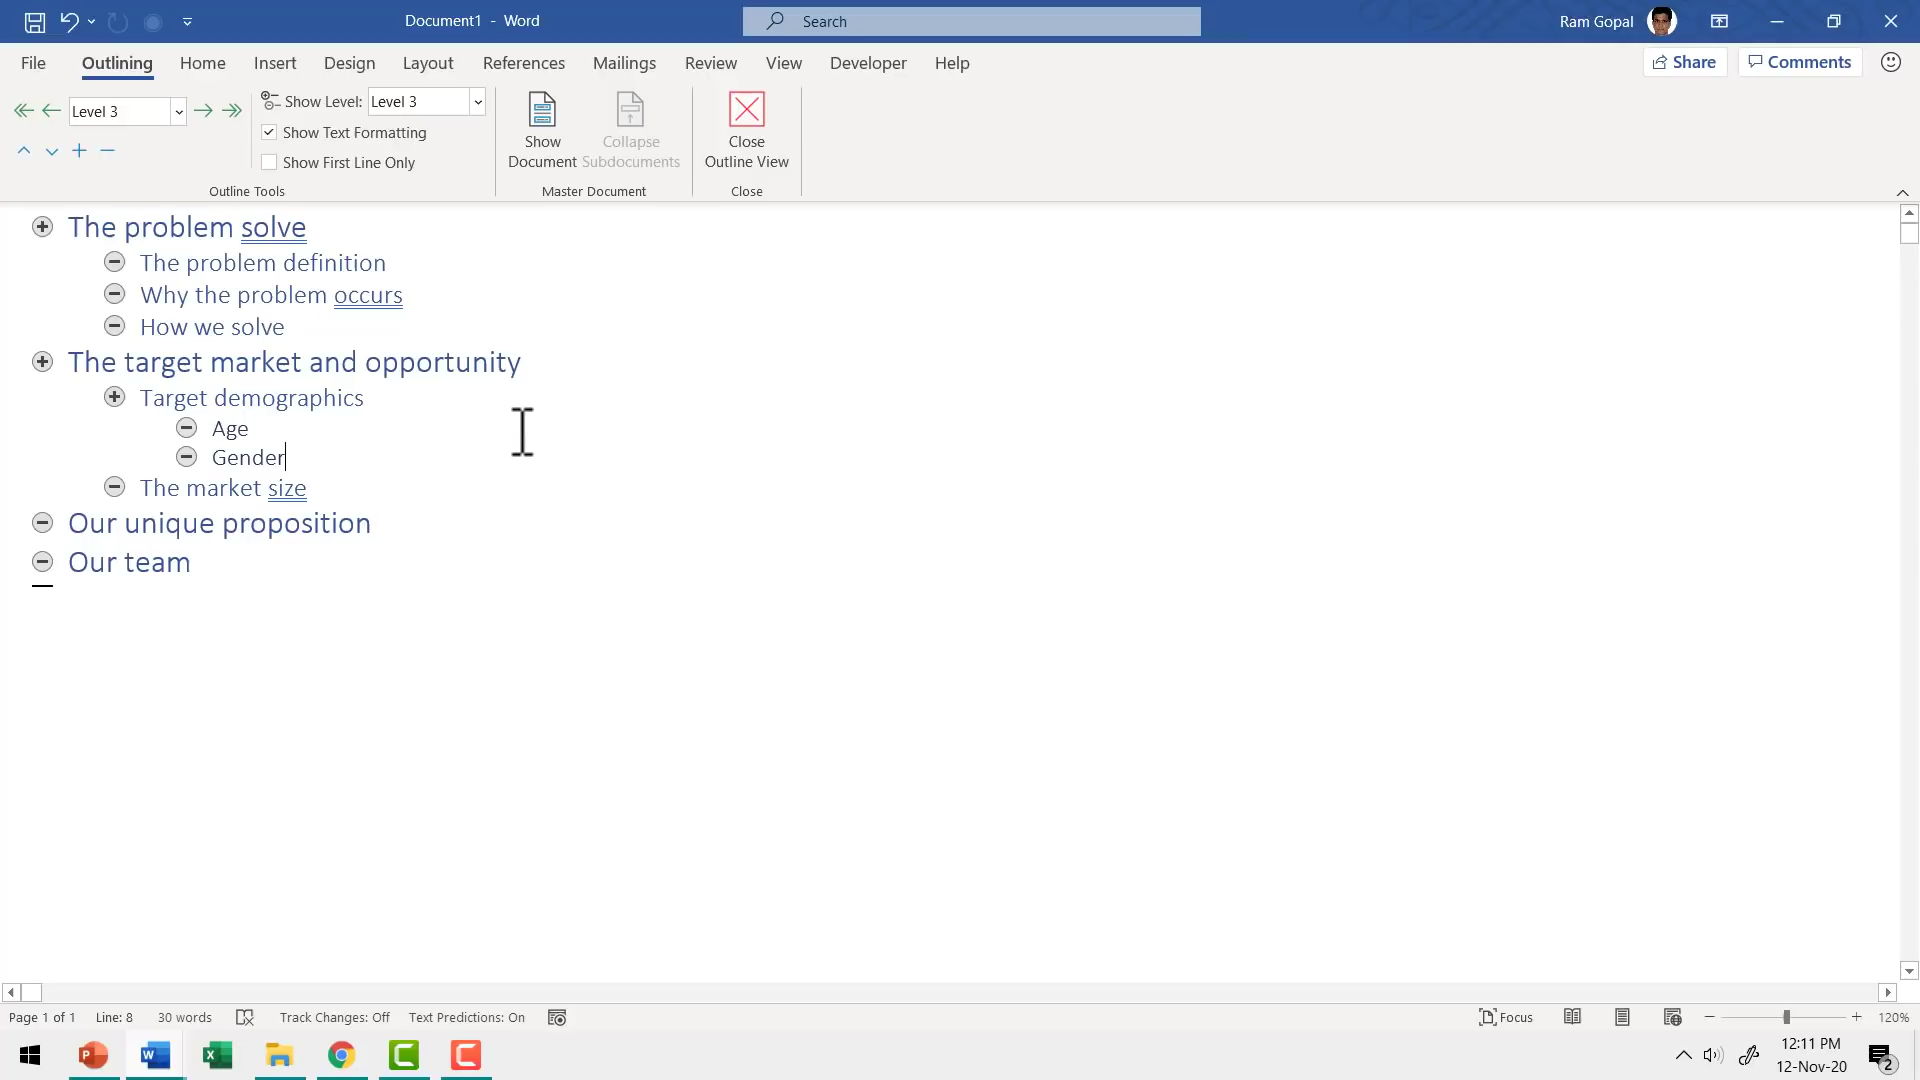 Document1 - Word
Search
Ram Gopal
File Outlining Home Insert Design Layout References Mailings Review View Developer Help
Share Comments
Level 3
Show Level: Level 3
Show Text Formatting
Show First Line Only
Outline Tools
Show Document
Collapse Subdocuments
Master Document
Close Outline View
Close
The problem solve
The problem definition
Why the problem occurs
How we solve
The target market and opportunity
Target demographics
Age
Gender
The market size
Our unique proposition
Our team
Page 1 of 1 Line: 8 30 words Track Changes: Off Text Predictions: On Focus 120%
12:11 PM
12-Nov-20
2